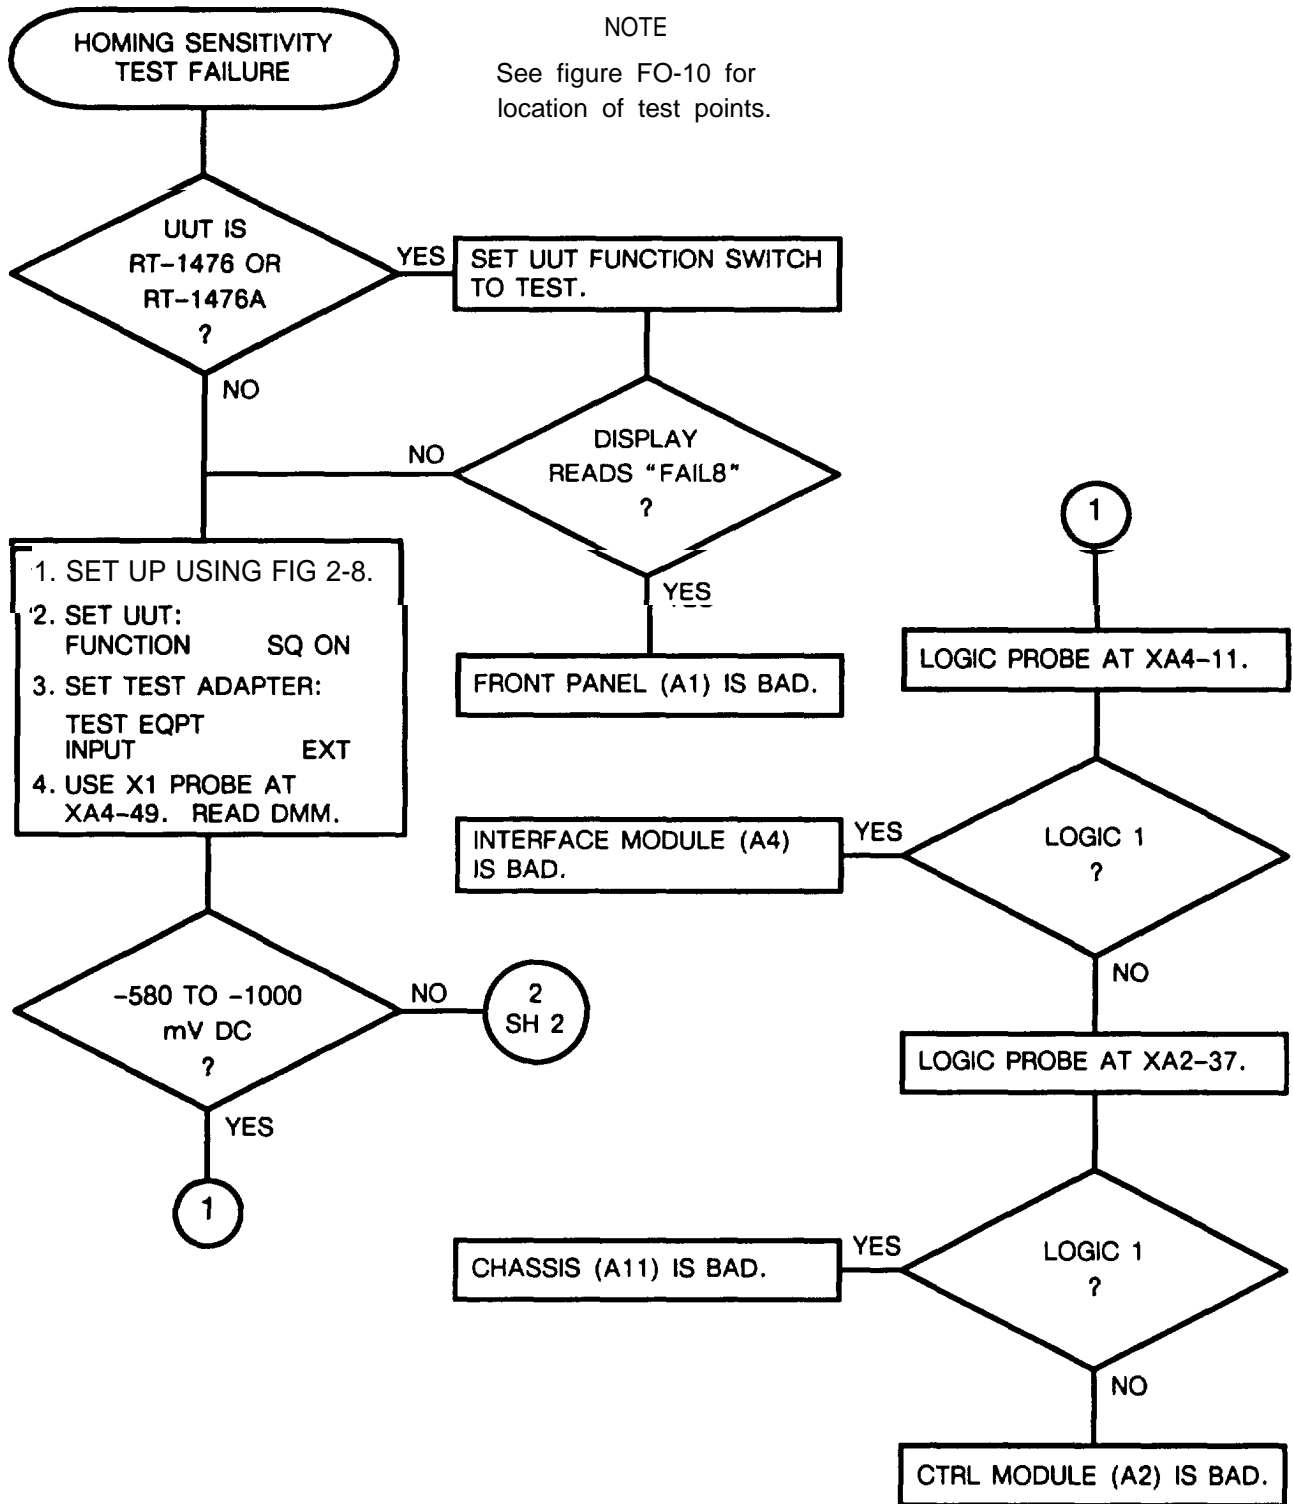 HOMING SENSITIVITY
TEST FAILURE
NOTE
See figure FO-10 for
location of test points.
UUT IS
RT-1476 OR
RT-1476A
?
YES
SET UUT FUNCTION SWITCH
TO TEST.
NO
DISPLAY
READS “FAIL8”
?
NO
YES
FRONT PANEL (A1) IS BAD.
1. SET UP USING FIG 2-8.
2. SET UUT:
FUNCTION SQ ON
3. SET TEST ADAPTER:
TEST EQPT
INPUT EXT
4. USE X1 PROBE AT
XA4-49. READ DMM.
-580 TO -1000
mV DC
?
NO
2
SH 2
YES
1
1
LOGIC PROBE AT XA4-11.
LOGIC 1
?
YES
INTERFACE MODULE (A4)
IS BAD.
NO
LOGIC PROBE AT XA2-37.
LOGIC 1
?
YES
CHASSIS (A11) IS BAD.
NO
CTRL MODULE (A2) IS BAD.